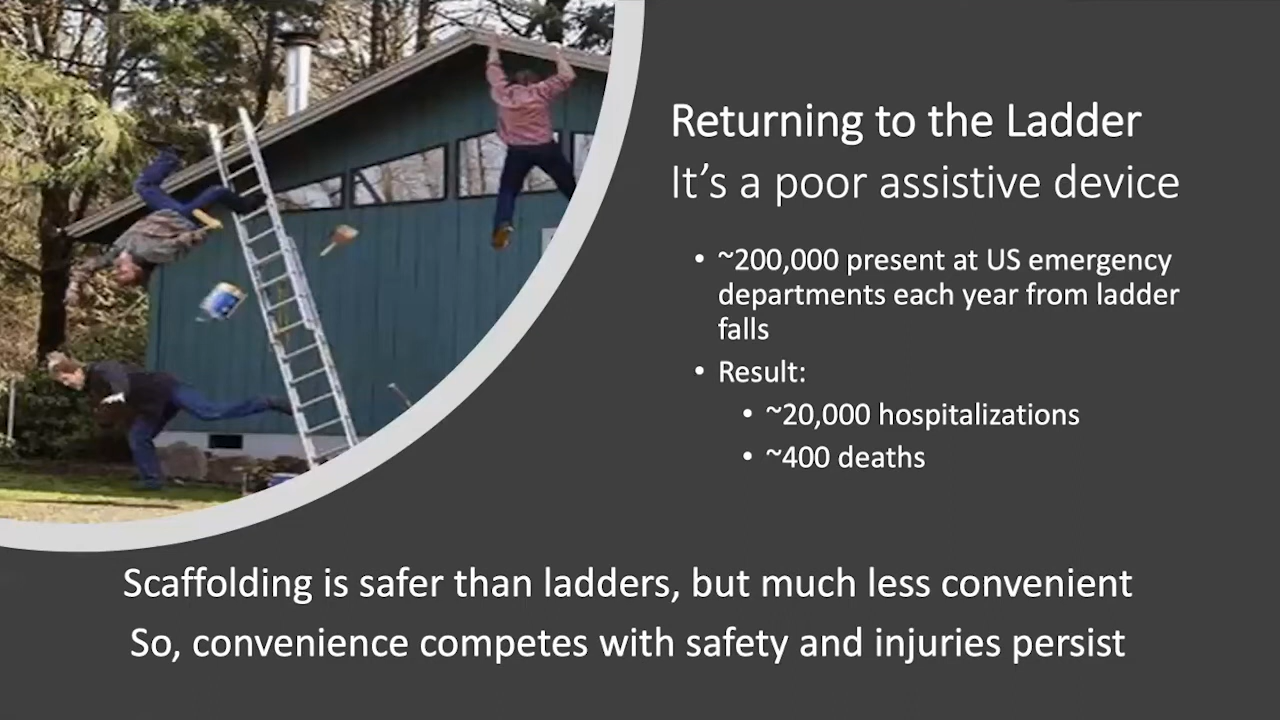 Returning to the Ladder
It’s a poor assistive device
• ~200,000 present at US emergency
departments each year from ladder
falls
• Result:
• ~20,000 hospitalizations
• ~400 deaths
Scaffolding is safer than ladders, but much less convenient
So, convenience competes with safety and injuries persist